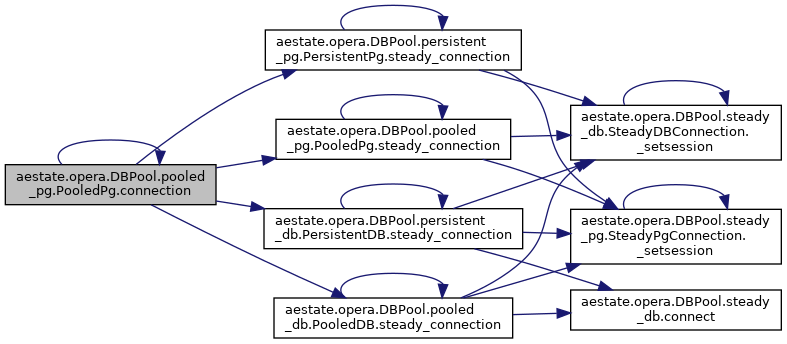 aestate.opera.DBPool.persistent
_pg.PersistentPg.steady_connection
aestate.opera.DBPool.steady
_db.SteadyDBConnection.
_setsession
aestate.opera.DBPool.pooled
_pg.PooledPg.steady_connection
aestate.opera.DBPool.pooled
_pg.PooledPg.connection
aestate.opera.DBPool.persistent
_db.PersistentDB.steady_connection
aestate.opera.DBPool.steady
_pg.SteadyPgConnection.
_setsession
aestate.opera.DBPool.pooled
_db.PooledDB.steady_connection
aestate.opera.DBPool.steady
_db.connect